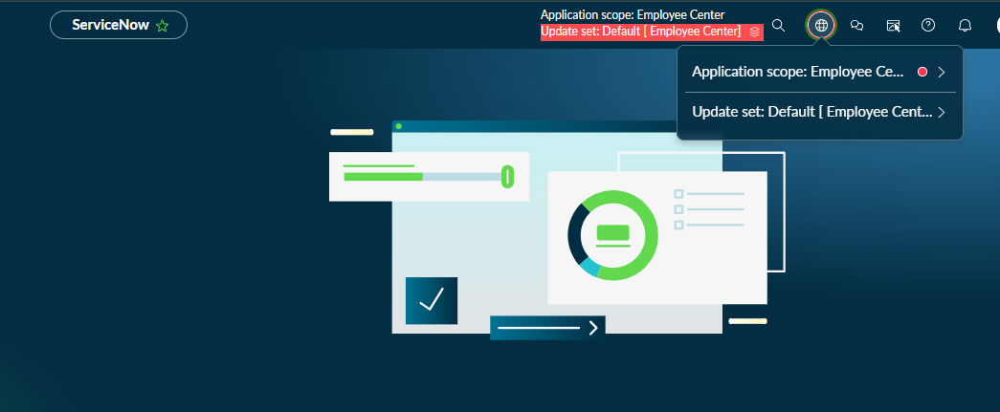 ServiceNow
Application scope: Employee Center
Update set: Default [ Employee Center]
Application scope: Employee Ce...
Update set: Default [ Employee Cent...